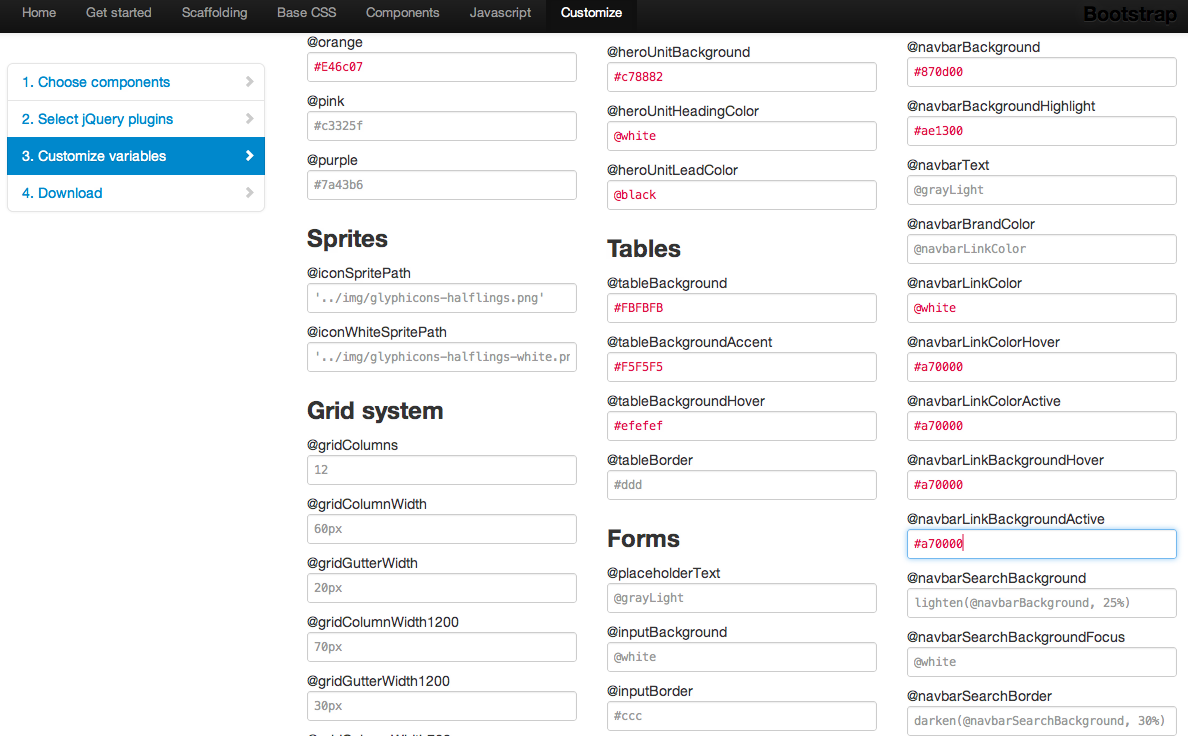 Home Get started Scaffolding Base CSS Components Javascript Customize Bootstrap
1. Choose components
2. Select jQuery plugins
3. Customize variables
4. Download
@orange
#E46c07
@pink
#c3325f
@purple
#7a43b6
Sprites
@iconSpritePath
'../img/glyphicons-halflings.png'
@iconWhiteSpritePath
'../img/glyphicons-halflings-white.pr
Grid system
@gridColumns
12
@gridColumnWidth
60px
@gridGutterWidth
20px
@gridColumnWidth1200
70px
@gridGutterWidth1200
30px
@heroUnitBackground
#c78882
@heroUnitHeadingColor
@white
@heroUnitLeadColor
@black
Tables
@tableBackground
#FBFBFB
@tableBackgroundAccent
#F5F5F5
@tableBackgroundHover
#efefef
@tableBorder
#ddd
Forms
@placeholderText
@grayLight
@inputBackground
@white
@inputBorder
#ccc
@navbarBackground
#870d00
@navbarBackgroundHighlight
#ae1300
@navbarText
@grayLight
@navbarBrandColor
@navbarLinkColor
@navbarLinkColor
@white
@navbarLinkColorHover
#a70000
@navbarLinkColorActive
#a70000
@navbarLinkBackgroundHover
#a70000
@navbarLinkBackgroundActive
#a70000
@navbarSearchBackground
lighten(@navbarBackground, 25%)
@navbarSearchBackgroundFocus
@white
@navbarSearchBorder
darken(@navbarSearchBackground, 30%)